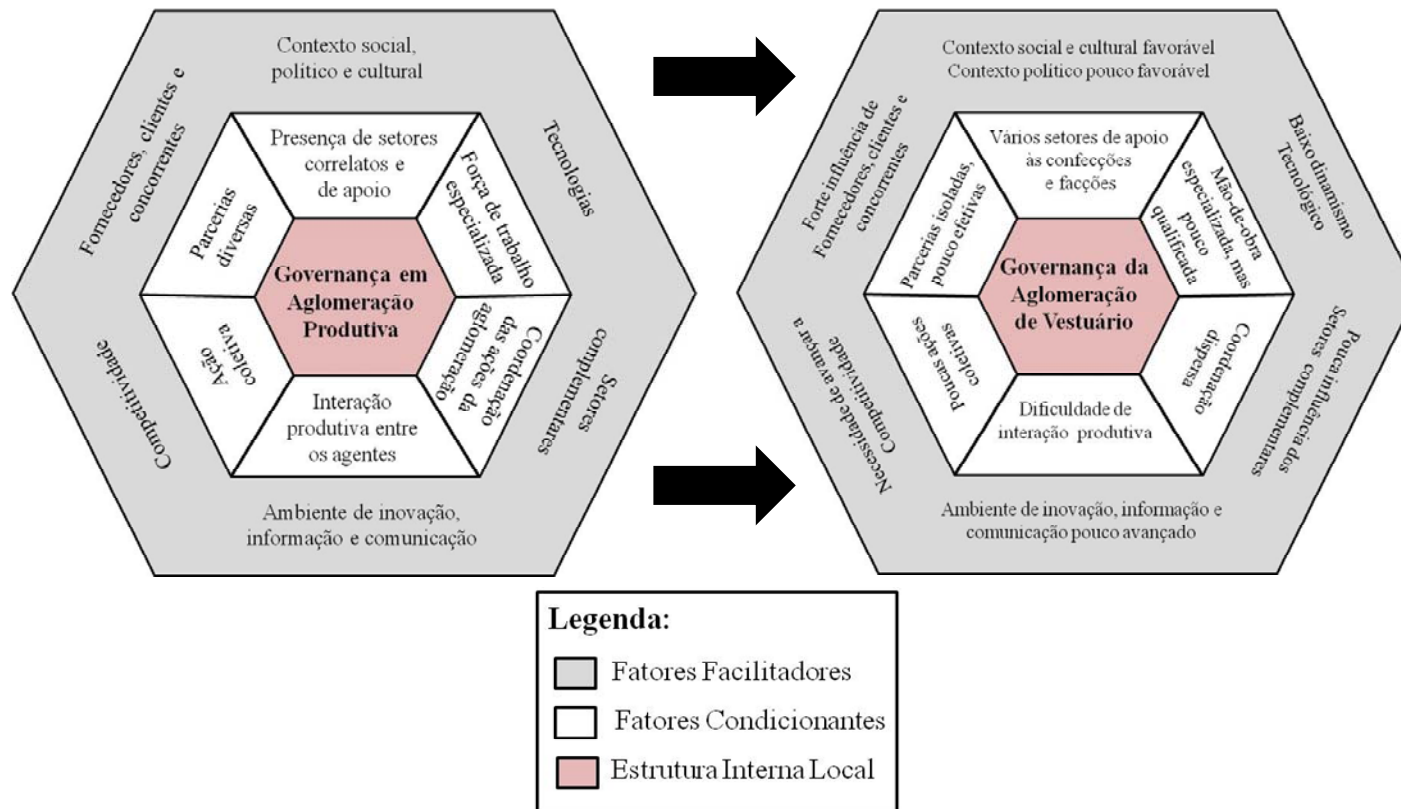 Contexto social,
político e cultural
Fornecedores, clientes e
concorrentes
Tecnologias
Presença de setores
correlatos e
de apoio
Parcerias
diversas
Força de trabalho
especializada
Governança em
Aglomeração
Produtiva
Ação
coletiva
Coordenação
das ações da
aglomeração
Interação
produtiva entre
os agentes
Competitividade
Setores
complementares
Ambiente de inovação,
informação e comunicação
Contexto social e cultural favorável
Contexto político pouco favorável
Forte influência de
Fornecedores, clientes e
concorrentes
Baixo dinamismo
Tecnológico
Vários setores de apoio
às confecções
e facções
Parcerias isoladas,
pouco efetivas
Mão-de-obra
especializada, mas
pouco
qualificada
Governança da
Aglomeração
de Vestuário
Poucas ações
coletivas
Coordenação
dispersa
Dificuldade de
interação produtiva
Necessidade de avançar a
Competitividade
Pouca influência dos
Setores complementares
Ambiente de inovação, informação e
comunicação pouco avançado
Legenda:
Fatores Facilitadores
Fatores Condicionantes
Estrutura Interna Local